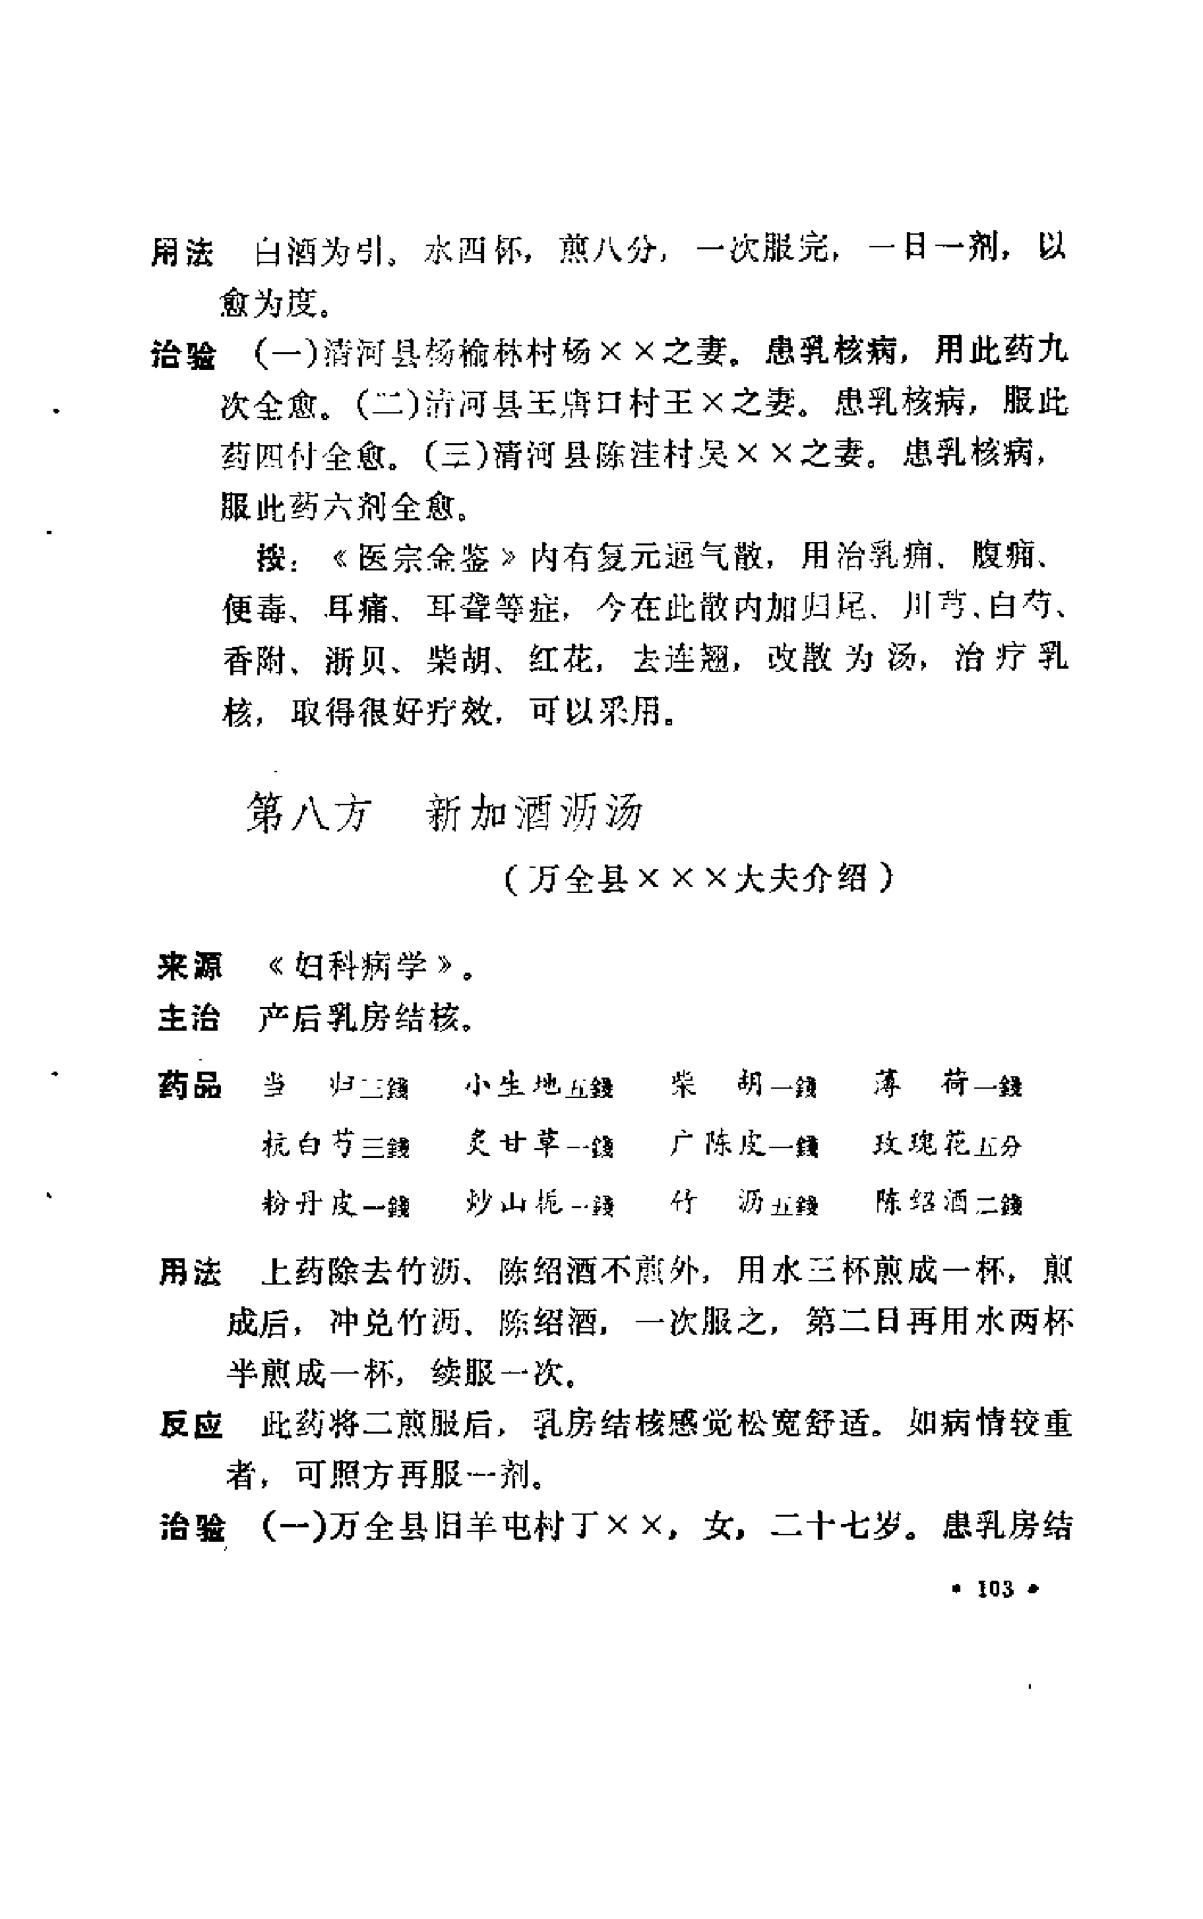 用法　白酒为引。水四杯，煎八分，一次服完，一日一剂，以
愈为度。
治验　(一)清河县杨榆林村杨××之妻。患乳核病，用此药九
次全愈。(二)清河县王唐口村王×之妻。患乳核病，服此
药四付全愈。(三)清河县陈洼村吴××之妻。患乳核病，
服此药六剂全愈。
按：《医宗金鉴》内有复元通气散，用治乳痈、腹痈、
便毒、耳痛、耳聋等症，今在此散内加归尾、川芎、白芍、
香附、浙贝、柴胡、红花，去连翘，改散为汤，治疗乳
核，取得很好疗效，可以采用。
第八方　新加酒沥汤
（万全县×××大夫介绍）
来源　《妇科病学》。
主治　产后乳房结核。
药品　当　归三錢　小生地五錢　柴　胡一錢　薄　荷一錢
杭白芍三錢　炙甘草一錢　广陈皮一錢　玫瑰花五分
粉丹皮一錢　炒山栀一錢　竹　沥五錢　陈绍酒二錢
用法　上药除去竹沥、陈绍酒不煎外，用水三杯煎成一杯，煎
成后，冲兑竹沥、陈绍酒，一次服之，第二日再用水两杯
半煎成一杯，续服一次。
反应　此药将二煎服后，乳房结核感觉松宽舒适。如病情较重
者，可照方再服一剂。
治验　(一)万全县旧羊屯村丁××，女，二十七岁。患乳房结
• 103 •